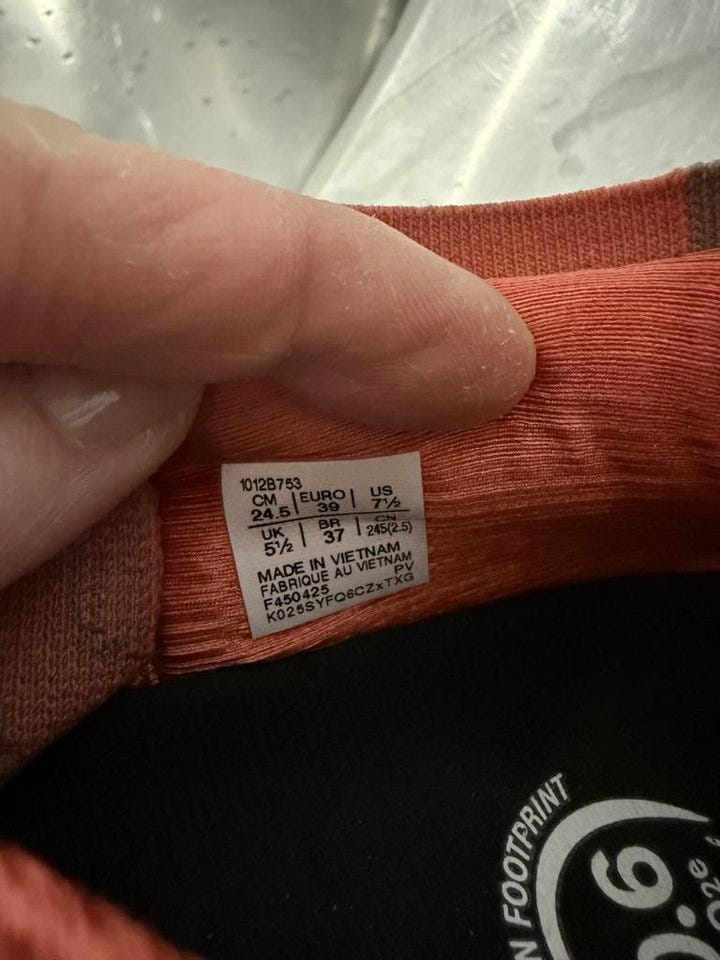 1012B753
CM | EURO | US
24.5 | 39 | 7½
UK | BR | CN
5½ | 37 | 245(2.5)
MADE IN VIETNAM
FABRIQUE AU VIETNAM
F450425 PV
K025SYFQ6CZxTXG
FOOTPRINT